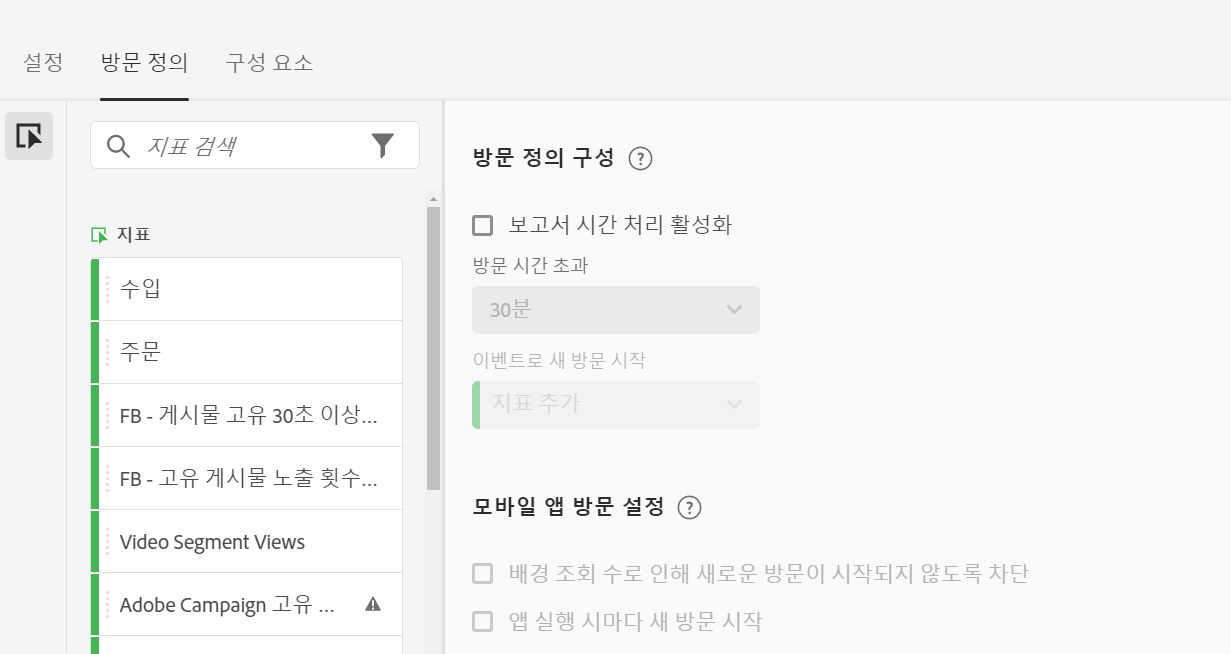 설정 방문 정의 구성 요소
지표 검색
지표
수입
주문
FB - 게시물 고유 30초 이상...
FB - 고유 게시물 노출 횟수...
Video Segment Views
Adobe Campaign 고유 ...
방문 정의 구성 ?
보고서 시간 처리 활성화
방문 시간 초과
30분
이벤트로 새 방문 시작
지표 추가
모바일 앱 방문 설정 ?
배경 조회 수로 인해 새로운 방문이 시작되지 않도록 차단
앱 실행 시마다 새 방문 시작